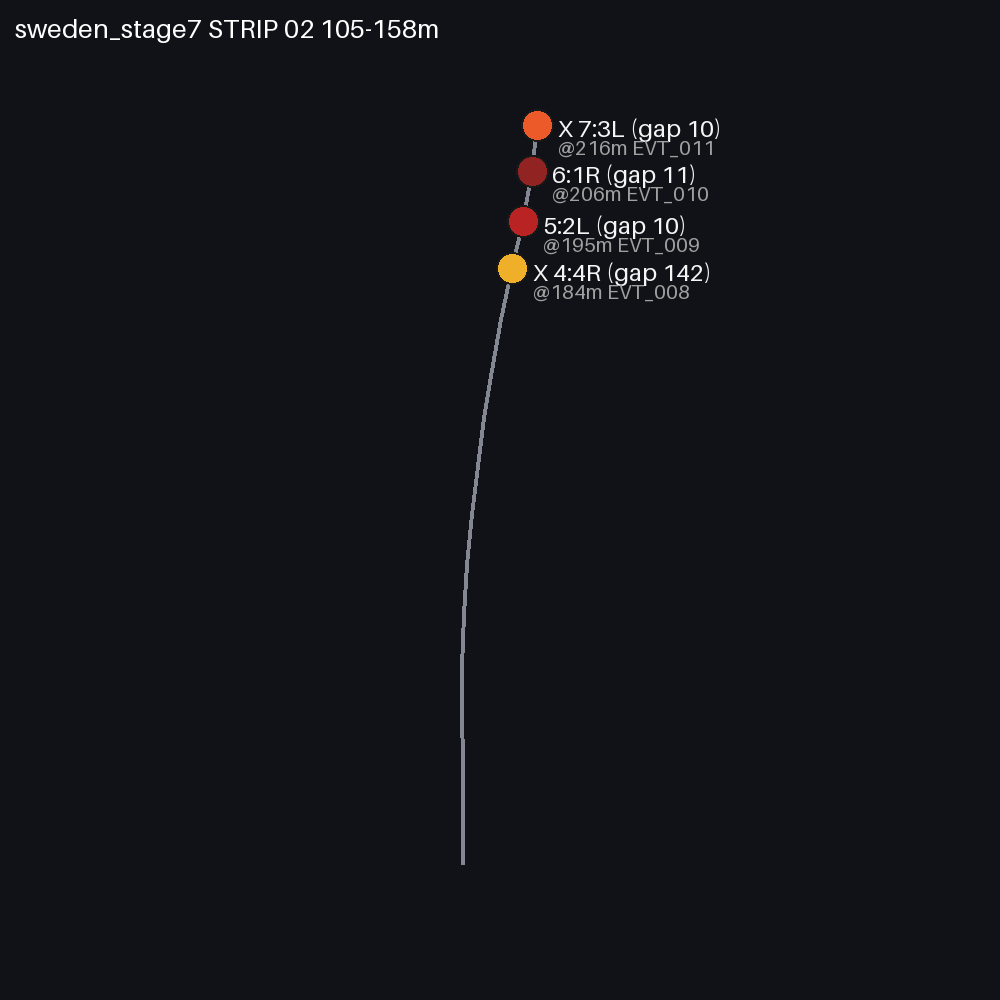 sweden_stage7 STRIP 02 105-158m
X 7:3L (gap 10)
@216m EVT_011
6:1R (gap 11)
@206m EVT_010
5:2L (gap 10)
@195m EVT_009
X 4:4R (gap 142)
@184m EVT_008